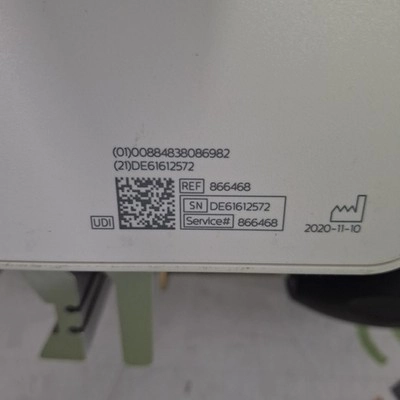 (01)00884838086982
(21)DE61612572
REF 866468
SN DE61612572
UDI Service# 866468
2020-11-10